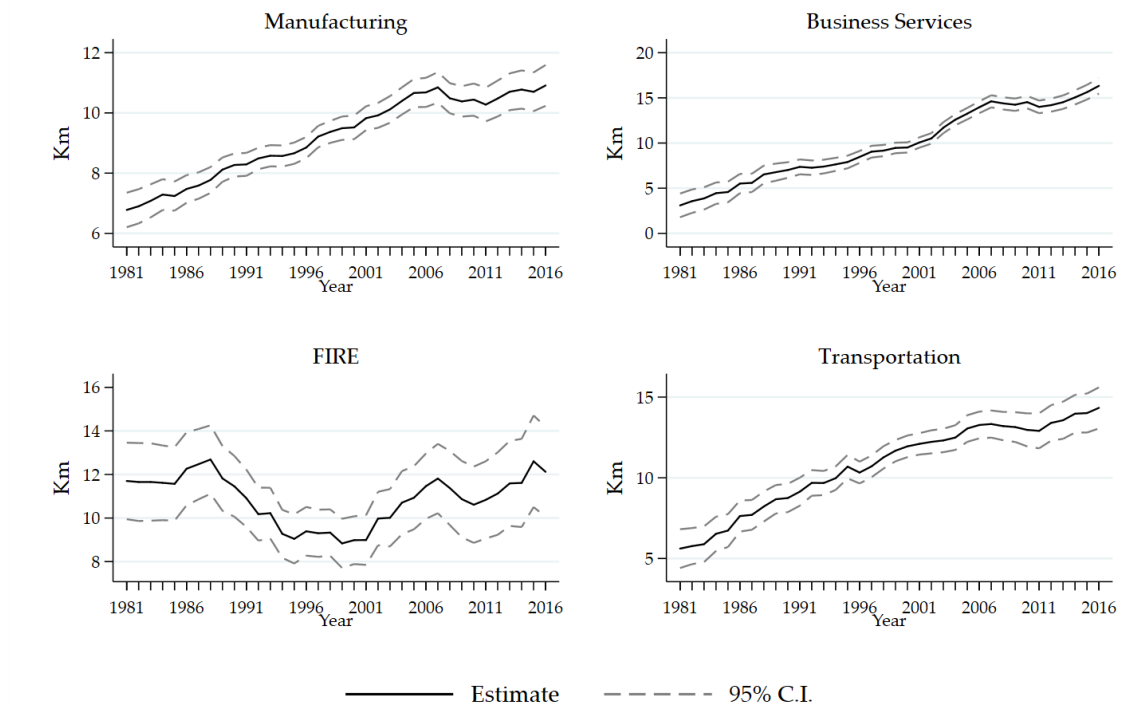 Manufacturing
12
10
8
6
Km
1981 1986 1991 1996 2001 2006 2011 2016
Year
Business Services
20
15
10
5
0
Km
1981 1986 1991 1996 2001 2006 2011 2016
Year
FIRE
16
14
12
10
8
Km
1981 1986 1991 1996 2001 2006 2011 2016
Year
Transportation
15
10
5
Km
1981 1986 1991 1996 2001 2006 2011 2016
Year
Estimate 95% C.I.